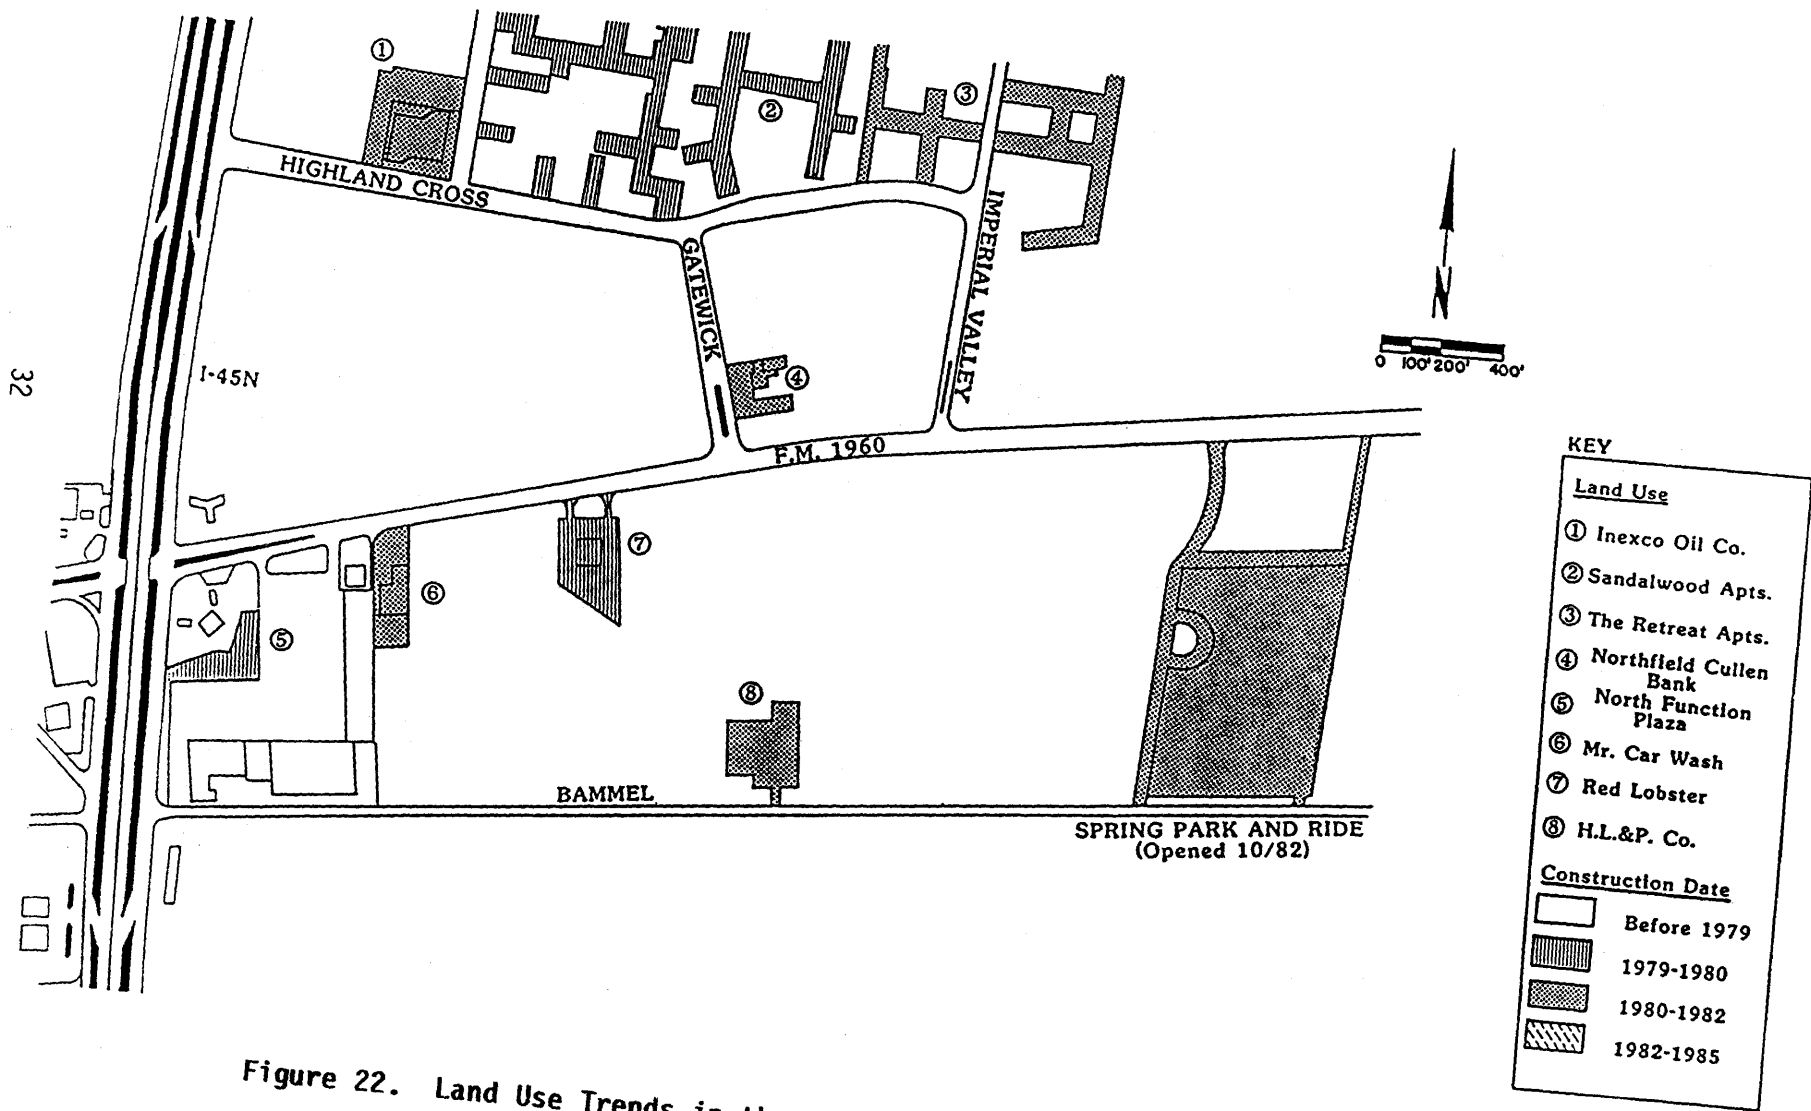 ①
②
③
HIGHLAND CROSS
GATEWICK
IMPERIAL VALLEY
N
0 100' 200' 400'
I-45N
④
32
F.M. 1960
⑤
⑥
⑦
⑧
BAMMEL
SPRING PARK AND RIDE
(Opened 10/82)
KEY
Land Use
① Inexco Oil Co.
② Sandalwood Apts.
③ The Retreat Apts.
④ Northfield Cullen
Bank
⑤ North Function
Plaza
⑥ Mr. Car Wash
⑦ Red Lobster
⑧ H.L.&P. Co.
Construction Date
Before 1979
1979-1980
1980-1982
1982-1985
Figure 22. Land Use Trends in